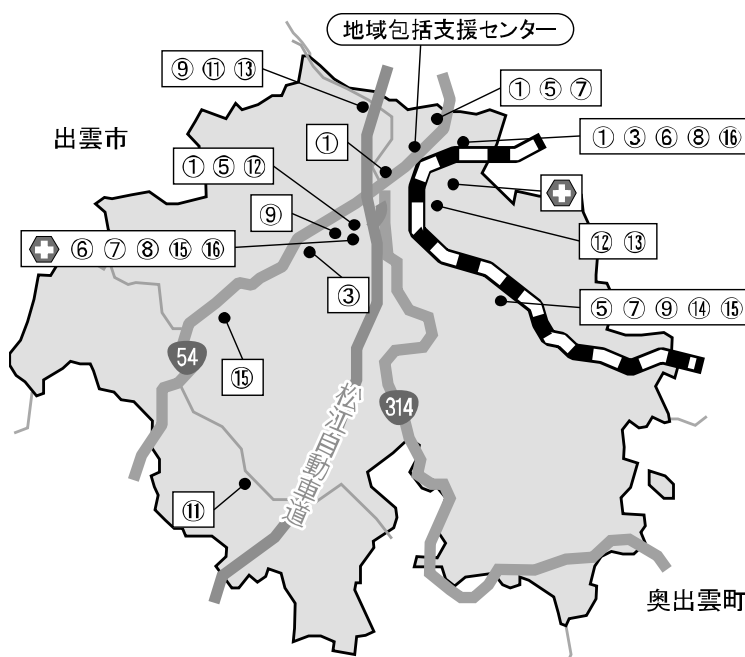 地域包括支援センター
⑨ ⑪ ⑬
① ⑤ ⑦
出雲市
①
① ③ ⑥ ⑧ ⑯
① ⑤ ⑫
⑨
⑥ ⑦ ⑧ ⑮ ⑯
⑫ ⑬
③
⑤ ⑦ ⑨ ⑭ ⑮
54
⑮
314
松江自動車道
⑪
奥出雲町